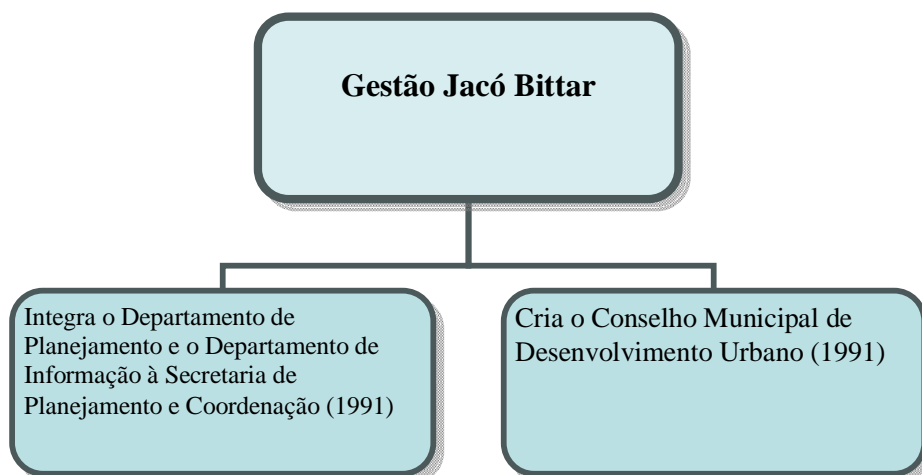 Gestão Jacó Bittar
Integra o Departamento de
Planejamento e o Departamento de
Informação à Secretaria de
Planejamento e Coordenação (1991)
Cria o Conselho Municipal de
Desenvolvimento Urbano (1991)